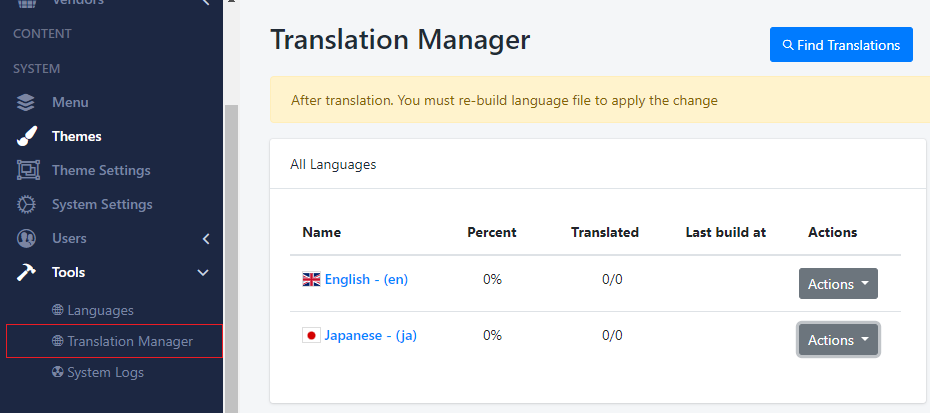 Vendors
CONTENT
SYSTEM
Menu
Themes
Theme Settings
System Settings
Users
Tools
Languages
Translation Manager
System Logs
Translation Manager
Find Translations
After translation. You must re-build language file to apply the change
All Languages
Name Percent Translated Last build at Actions
English - (en) 0% 0/0 Actions
Japanese - (ja) 0% 0/0 Actions